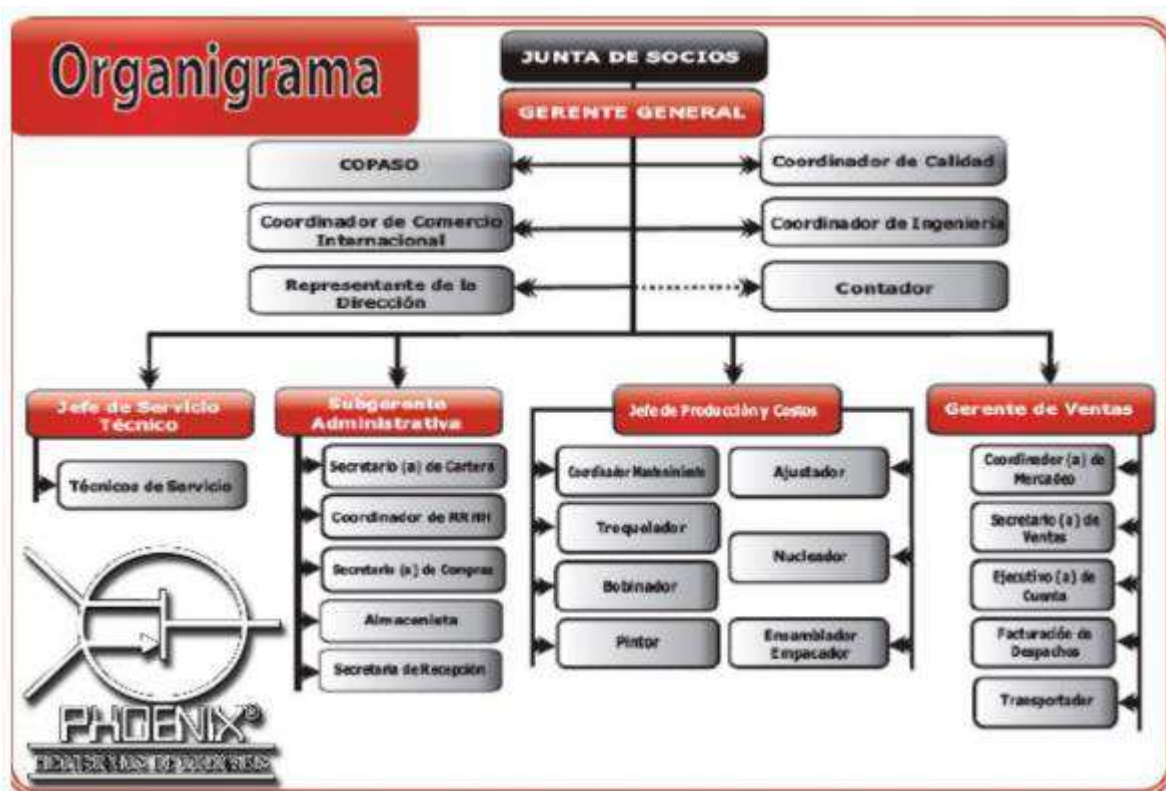 Organigrama
JUNTA DE SOCIOS
GERENTE GENERAL
COPASO
Coordinador de Calidad
Coordinador de Comercio
Internacional
Coordinador de Ingeniería
Representante de la
Dirección
Contador
Jefe de Servicio
Técnico
Técnicos de Servicio
Subgerente
Administrativa
Secretario (a) de Cartera
Coordinador de RRHH
Secretario (a) de Compras
Almacenista
Secretaria de Recepción
Jefe de Producción y Costos
Coordinador Mantenimiento
Troquelador
Bobinador
Pintor
Ajustador
Nucleador
Ensamblador
Empacador
Gerente de Ventas
Coordinador (a) de
Mercadeo
Secretario (a) de
Ventas
Ejecutivo (a) de
Cuenta
Facturación de
Despachos
Transportador
PHOENIX®